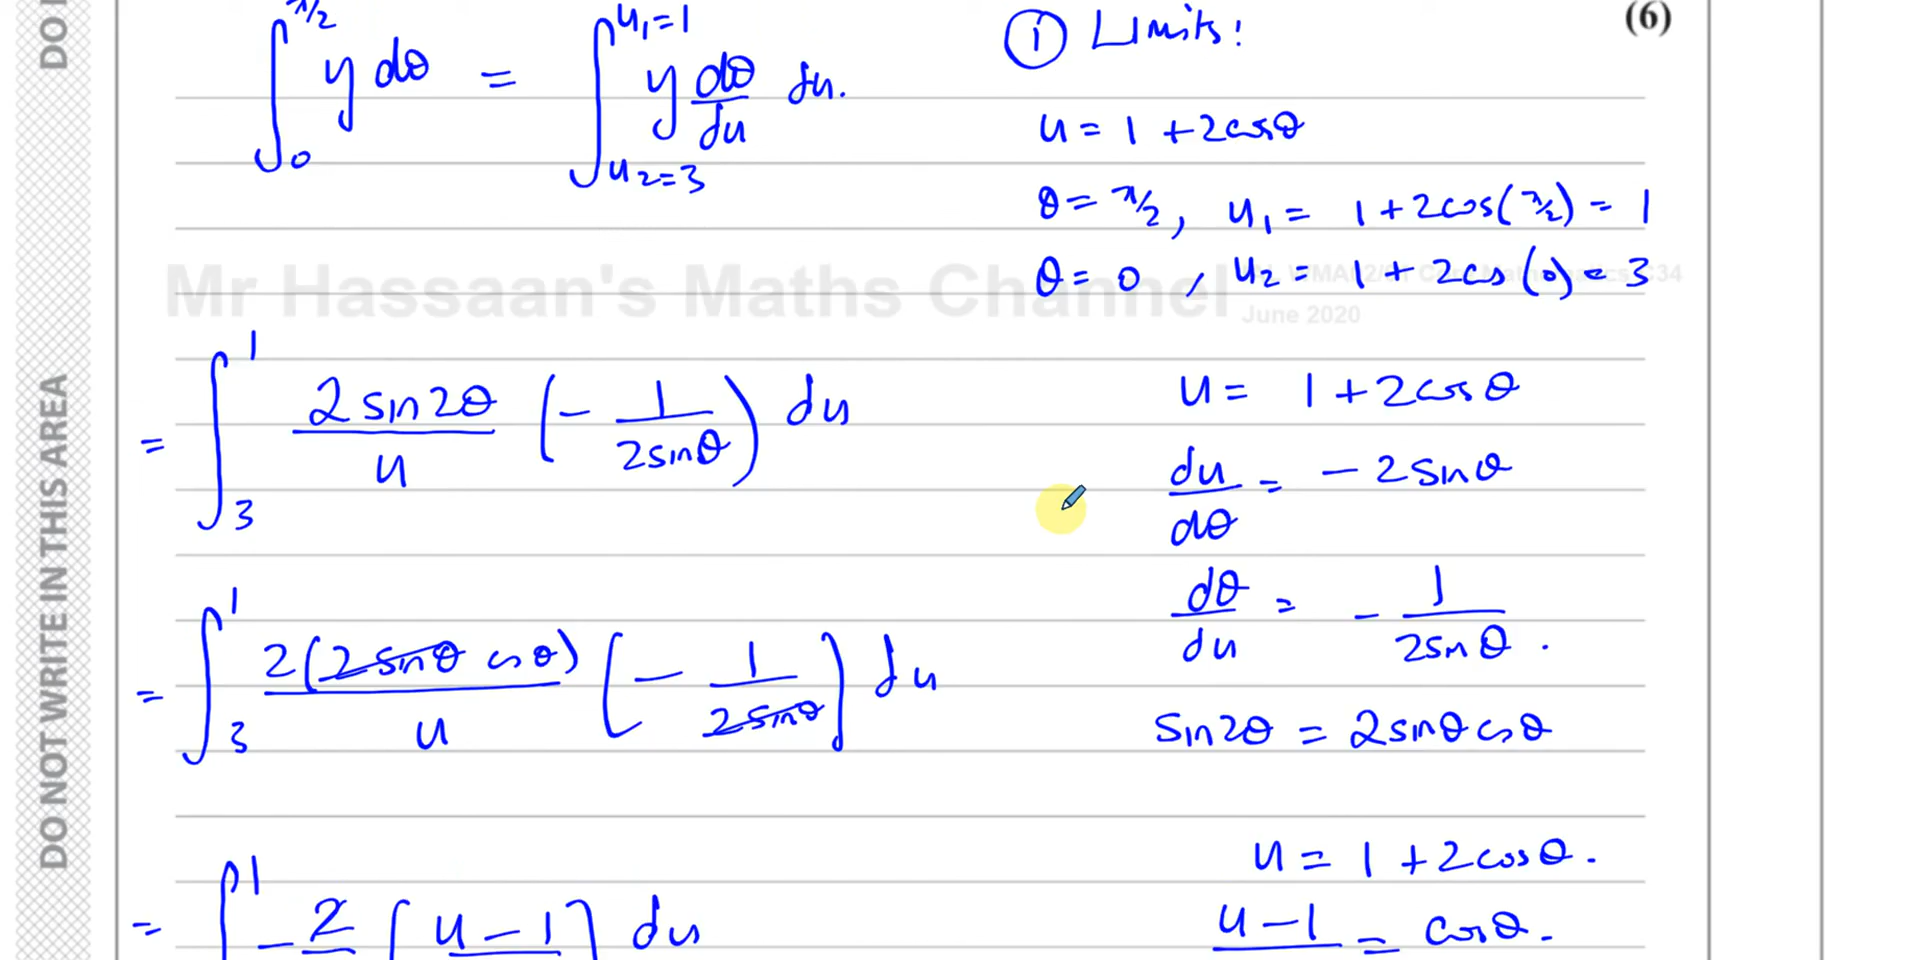 ∫₀^{π/2} y dθ = ∫_{u₂=3}^{u₁=1} y dθ/du du.
① Limits:
(6)
u = 1 + 2cosθ
θ = π/2, u₁ = 1 + 2cos(π/2) = 1
θ = 0, u₂ = 1 + 2cos(0) = 3
Mr Hassaan's Maths Channel
June 2020
= ∫₃¹ 2sin2θ/u (-1/2sinθ) du
u = 1 + 2cosθ
du/dθ = -2sinθ
dθ/du = -1/2sinθ.
= ∫₃¹ 2(2sinθ cosθ)/u (-1/2sinθ) du
sin2θ = 2sinθcosθ
u = 1 + 2cosθ.
= ∫¹ -2 [u-1] du
u-1 = cosθ.
DO NOT WRITE IN THIS AREA